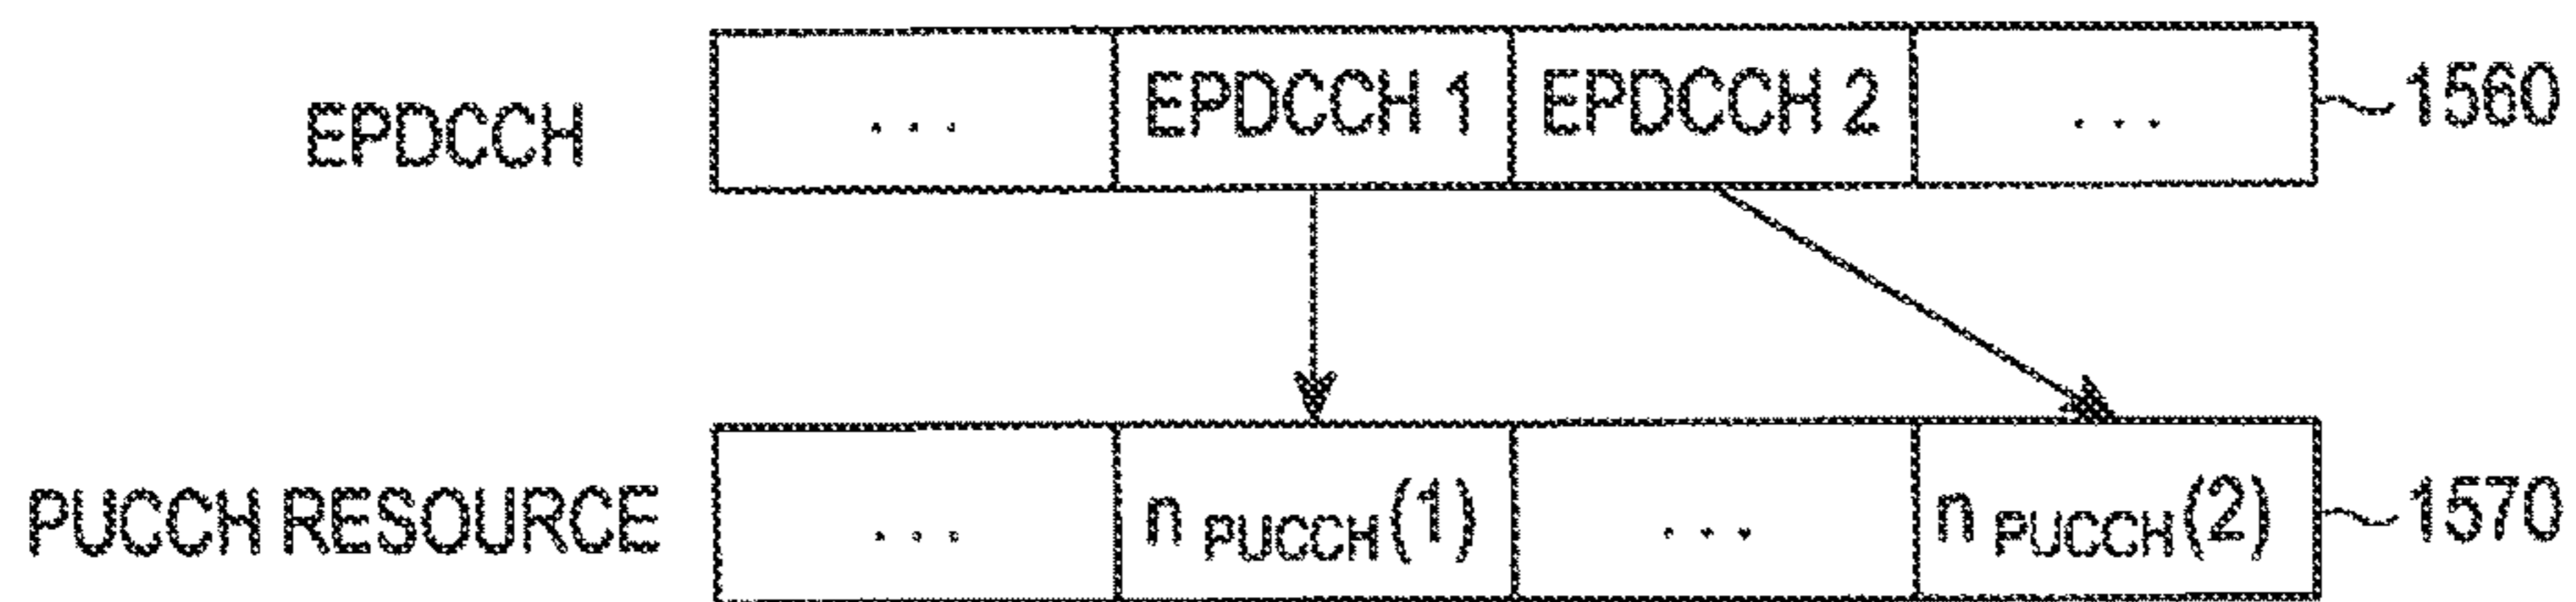 EPDCCH ... EPDCCH 1 EPDCCH 2 ... 1560
PUCCH RESOURCE ... n PUCCH(1) ... n PUCCH(2) 1570